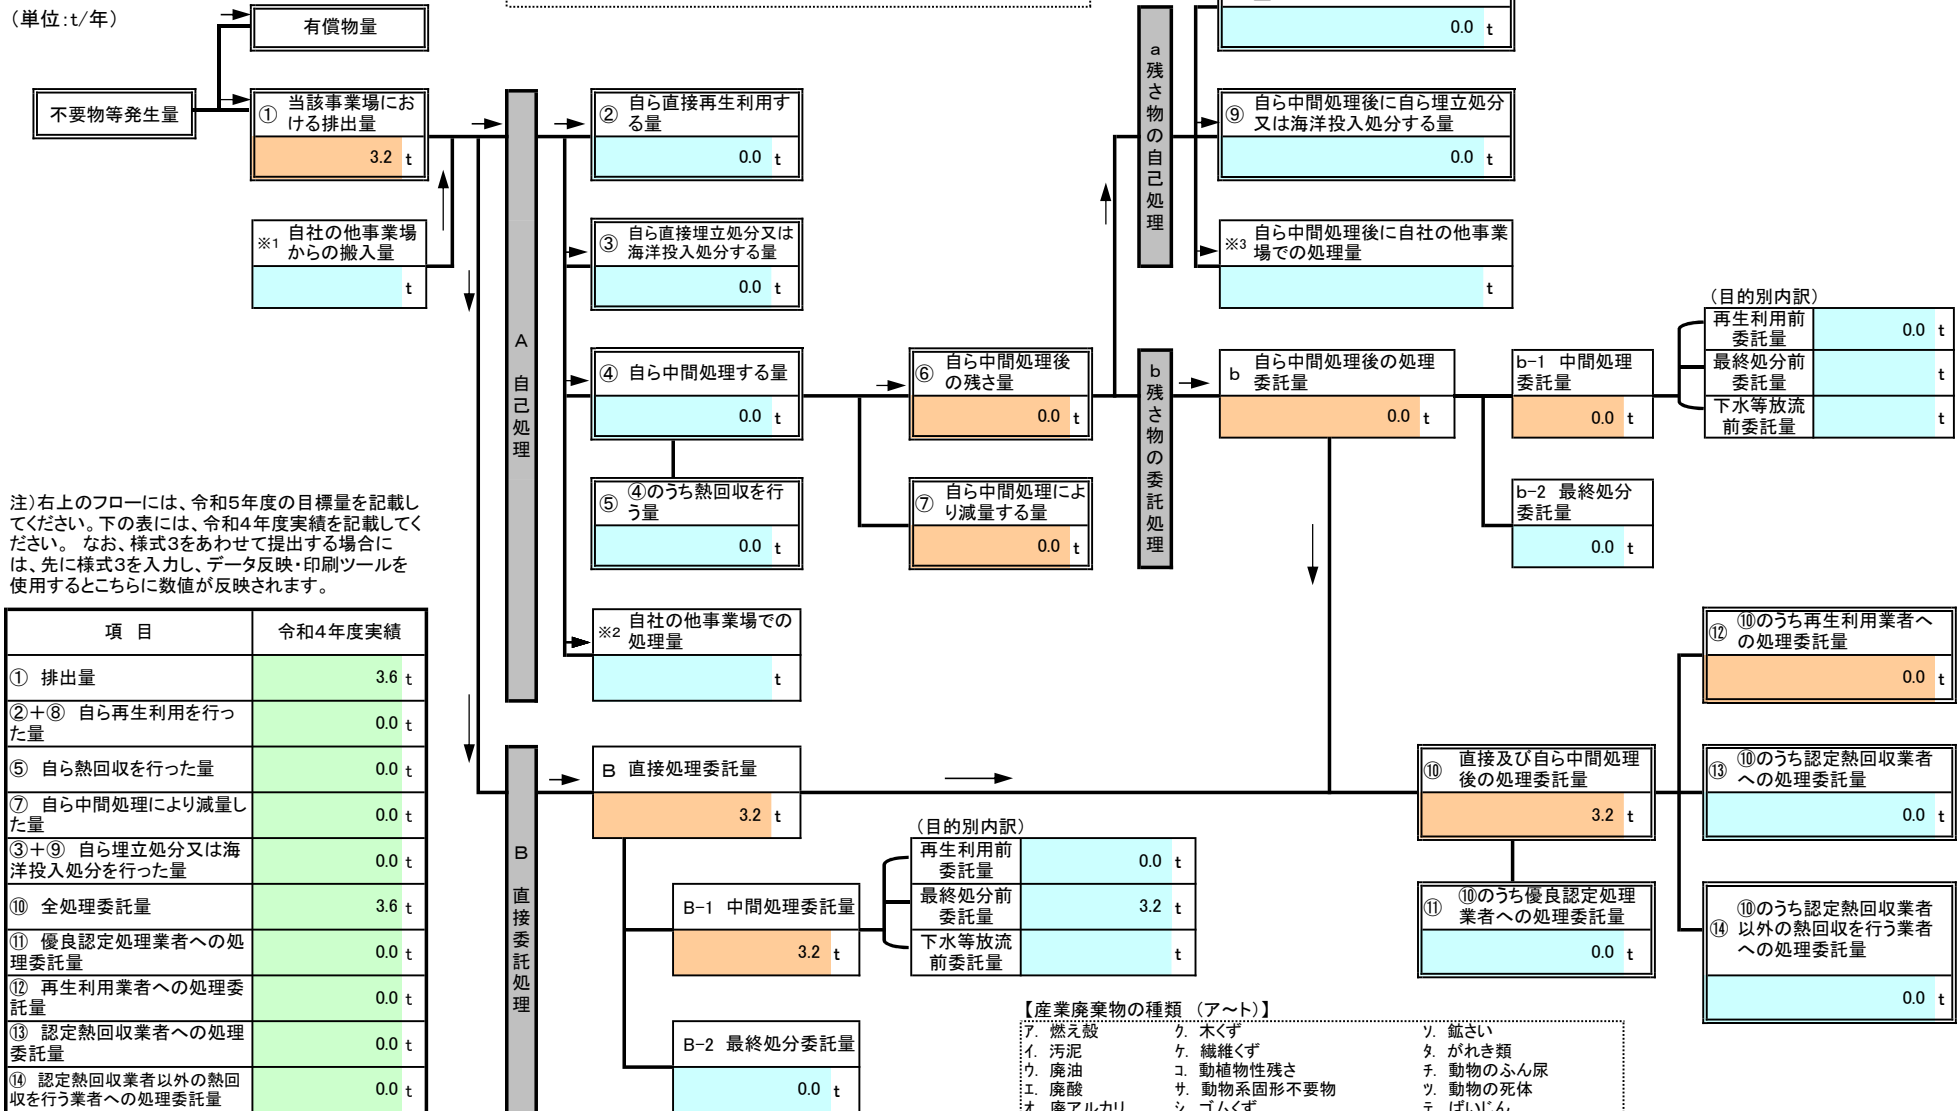 （単位:ｔ/年）
有償物量
不要物等発生量
① 当該事業場にお
ける排出量
3.2 t
※1 自社の他事業場
からの搬入量
t
注）右上のフローには、令和５年度の目標量を記載し
てください。下の表には、令和４年度実績を記載してく
ださい。 なお、様式３をあわせて提出する場合に
は、先に様式３を入力し、データ反映・印刷ツールを
使用するとこちらに数値が反映されます。
項 目 令和４年度実績
① 排出量 3.6 t
②＋⑧ 自ら再生利用を行っ
た量 0.0 t
⑤ 自ら熱回収を行った量 0.0 t
⑦ 自ら中間処理により減量し
た量 0.0 t
③＋⑨ 自ら埋立処分又は海
洋投入処分を行った量 0.0 t
⑩ 全処理委託量 3.6 t
⑪ 優良認定処理業者への処
理委託量 0.0 t
⑫ 再生利用業者への処理委
託量 0.0 t
⑬ 認定熱回収業者への処理
委託量 0.0 t
⑭ 認定熱回収業者以外の熱回
収を行う業者への処理委託量 0.0 t
A 自己処理
② 自ら直接再生利用す
る量
0.0 t
③ 自ら直接埋立処分又は
海洋投入処分する量
0.0 t
④ 自ら中間処理する量
0.0 t
⑤ ④のうち熱回収を行
う量
0.0 t
※2 自社の他事業場での
処理量
t
⑥ 自ら中間処理後
の残さ量
0.0 t
⑦ 自ら中間処理によ
り減量する量
0.0 t
a 残さ物の自己処理
0.0 t
⑨ 自ら中間処理後に自ら埋立処分
又は海洋投入処分する量
0.0 t
※3 自ら中間処理後に自社の他事業
場での処理量
t
b 残さ物の委託処理
b 自ら中間処理後の処理
委託量
0.0 t
b-1 中間処理
委託量
0.0 t
（目的別内訳）
再生利用前
委託量 0.0 t
最終処分前
委託量 t
下水等放流
前委託量 t
b-2 最終処分
委託量
0.0 t
B 直接委託処理
B 直接処理委託量
3.2 t
B-1 中間処理委託量
3.2 t
（目的別内訳）
再生利用前
委託量 0.0 t
最終処分前
委託量 3.2 t
下水等放流
前委託量 t
B-2 最終処分委託量
0.0 t
⑩ 直接及び自ら中間処理
後の処理委託量
3.2 t
⑪ ⑩のうち優良認定処理
業者への処理委託量
0.0 t
⑫ ⑩のうち再生利用業者へ
の処理委託量
0.0 t
⑬ ⑩のうち認定熱回収業者
への処理委託量
0.0 t
⑭ ⑩のうち認定熱回収業者
以外の熱回収を行う業者
への処理委託量
0.0 t
【産業廃棄物の種類 （ア～ト）】
ア. 燃え殻 ク. 木くず ソ. 鉱さい
イ. 汚泥 ケ. 繊維くず タ. がれき類
ウ. 廃油 コ. 動植物性残さ チ. 動物のふん尿
エ. 廃酸 サ. 動物系固形不要物 ツ. 動物の死体
オ. 廃アルカリ シ. ゴムくず テ. ばいじん